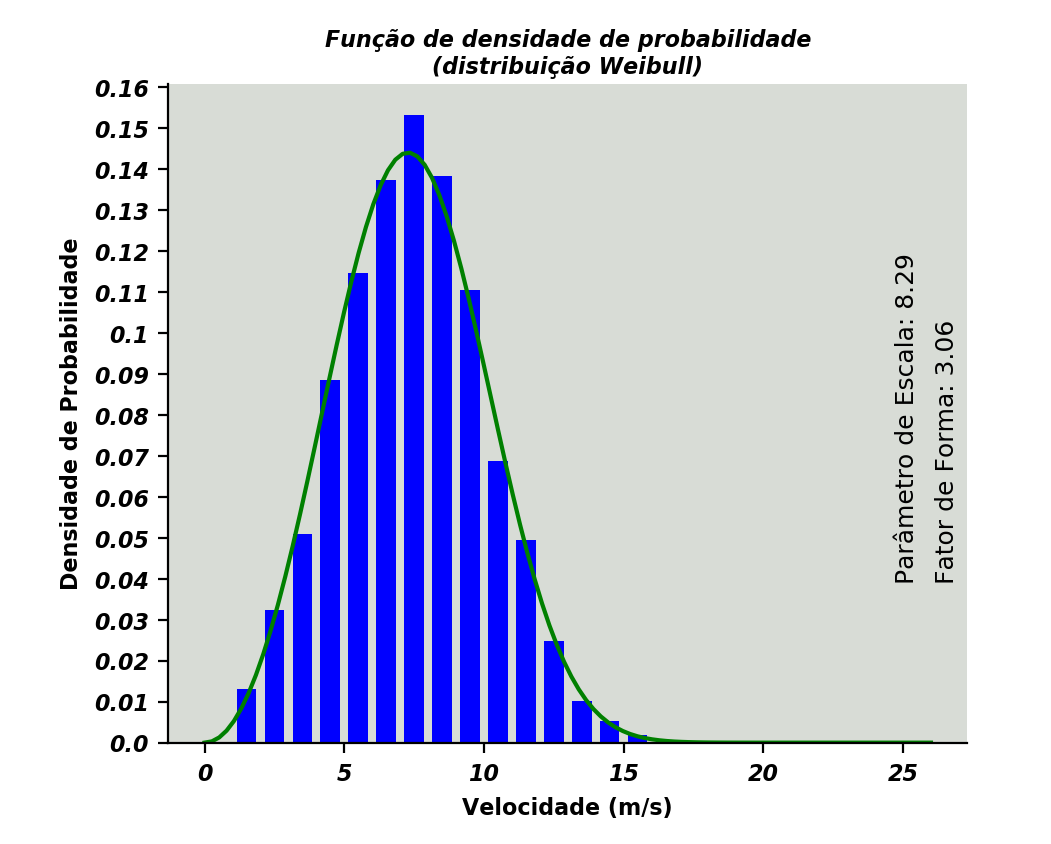 Função de densidade de probabilidade
(distribuição Weibull)
0.16
0.15
0.14
0.13
0.12
0.11
0.1
0.09
0.08
0.07
0.06
0.05
0.04
0.03
0.02
0.01
0.0
Densidade de Probabilidade
Parâmetro de Escala: 8.29
Fator de Forma: 3.06
0 5 10 15 20 25
Velocidade (m/s)